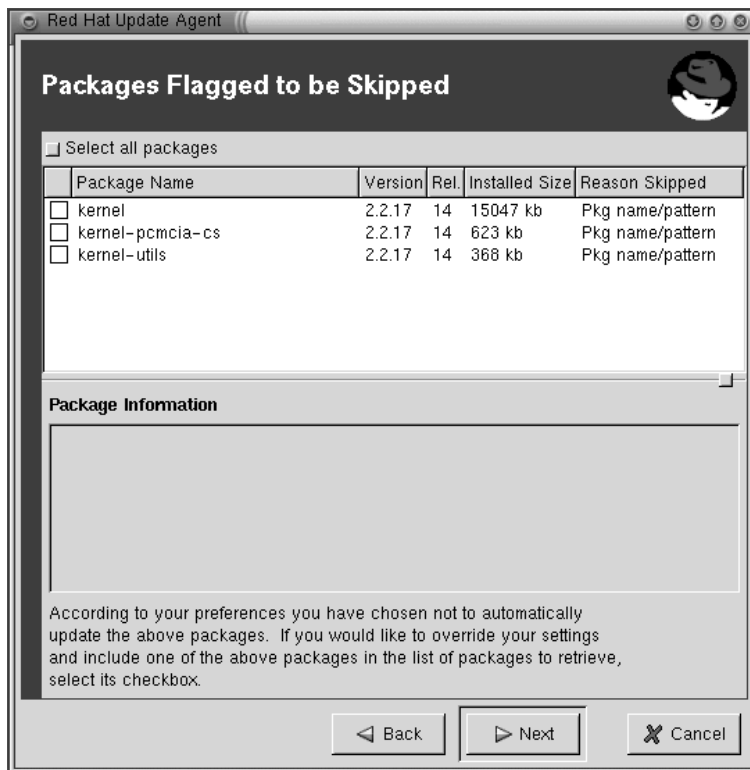 Red Hat Update Agent
Packages Flagged to be Skipped
Select all packages
Package Name Version Rel. Installed Size Reason Skipped
kernel 2.2.17 14 15047 kb Pkg name/pattern
kernel-pcmcia-cs 2.2.17 14 623 kb Pkg name/pattern
kernel-utils 2.2.17 14 368 kb Pkg name/pattern
Package Information
According to your preferences you have chosen not to automatically
update the above packages. If you would like to override your settings
and include one of the above packages in the list of packages to retrieve,
select its checkbox.
Back Next Cancel